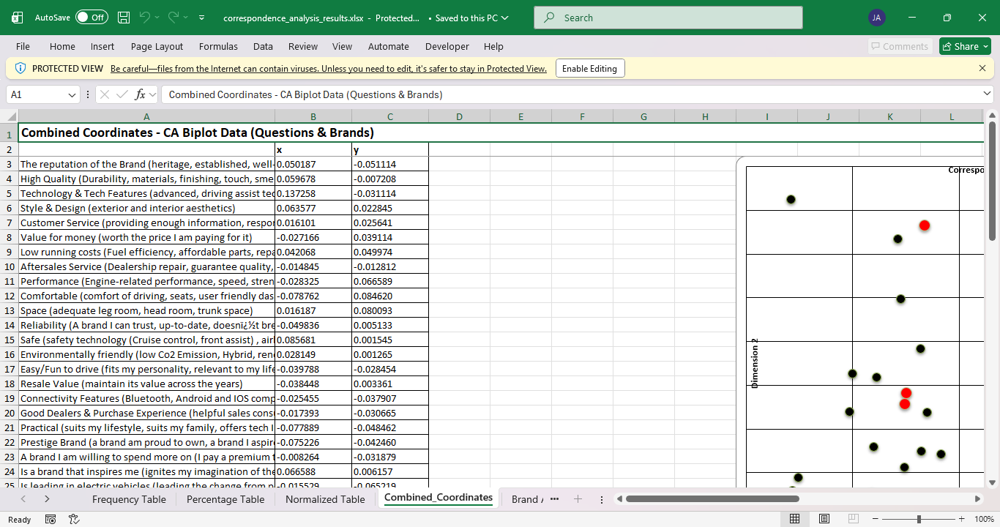 AutoSave Off correspondence_analysis_results.xlsx - Protected... • Saved to this PC Search JA
File Home Insert Page Layout Formulas Data Review View Automate Developer Help Comments Share
PROTECTED VIEW Be careful—files from the Internet can contain viruses. Unless you need to edit, it's safer to stay in Protected View. Enable Editing
A1 fx Combined Coordinates - CA Biplot Data (Questions & Brands)
A B C D E F G H I J K L
1 Combined Coordinates - CA Biplot Data (Questions & Brands)
2 x y
3 The reputation of the Brand (heritage, established, well- 0.050187 -0.051114
4 High Quality (Durability, materials, finishing, touch, sme 0.059678 -0.007208
5 Technology & Tech Features (advanced, driving assist tec 0.137258 -0.031114
6 Style & Design (exterior and interior aesthetics) 0.063577 0.022845
7 Customer Service (providing enough information, respon 0.016101 0.025641
8 Value for money (worth the price I am paying for it) -0.027166 0.039114
9 Low running costs (Fuel efficiency, affordable parts, repa 0.042068 0.049974
10 Aftersales Service (Dealership repair, guarantee quality, -0.014845 -0.012812
11 Performance (Engine-related performance, speed, stren -0.028325 0.066589
12 Comfortable (comfort of driving, seats, user friendly das -0.078762 0.084620
13 Space (adequate leg room, head room, trunk space) 0.016187 0.080093
14 Reliability (A brand I can trust, up-to-date, doesnï¿½t bre -0.049836 0.005133
15 Safe (safety technology (Cruise control, front assist) , air 0.085681 0.001545
16 Environmentally friendly (low Co2 Emission, Hybrid, ren 0.028149 0.001265
17 Easy/Fun to drive (fits my personality, relevant to my life -0.039788 -0.028454
18 Resale Value (maintain its value across the years) -0.038448 0.003361
19 Connectivity Features (Bluetooth, Android and IOS comp -0.025455 -0.037907
20 Good Dealers & Purchase Experience (helpful sales cons -0.017393 -0.030665
21 Practical (suits my lifestyle, suits my family, offers tech I -0.077889 -0.048462
22 Prestige Brand (a brand am proud to own, a brand I aspir -0.075226 -0.042460
23 A brand I am willing to spend more on (I pay a premium -0.008264 -0.031879
24 Is a brand that inspires me (ignites my imagination of the 0.066588 0.006157
25 Is leading in electric vehicles (leading the change from -0.015529 -0.065219
Correspo
Dimension 2
Frequency Table Percentage Table Normalized Table Combined_Coordinates Brand ...
Ready 100%